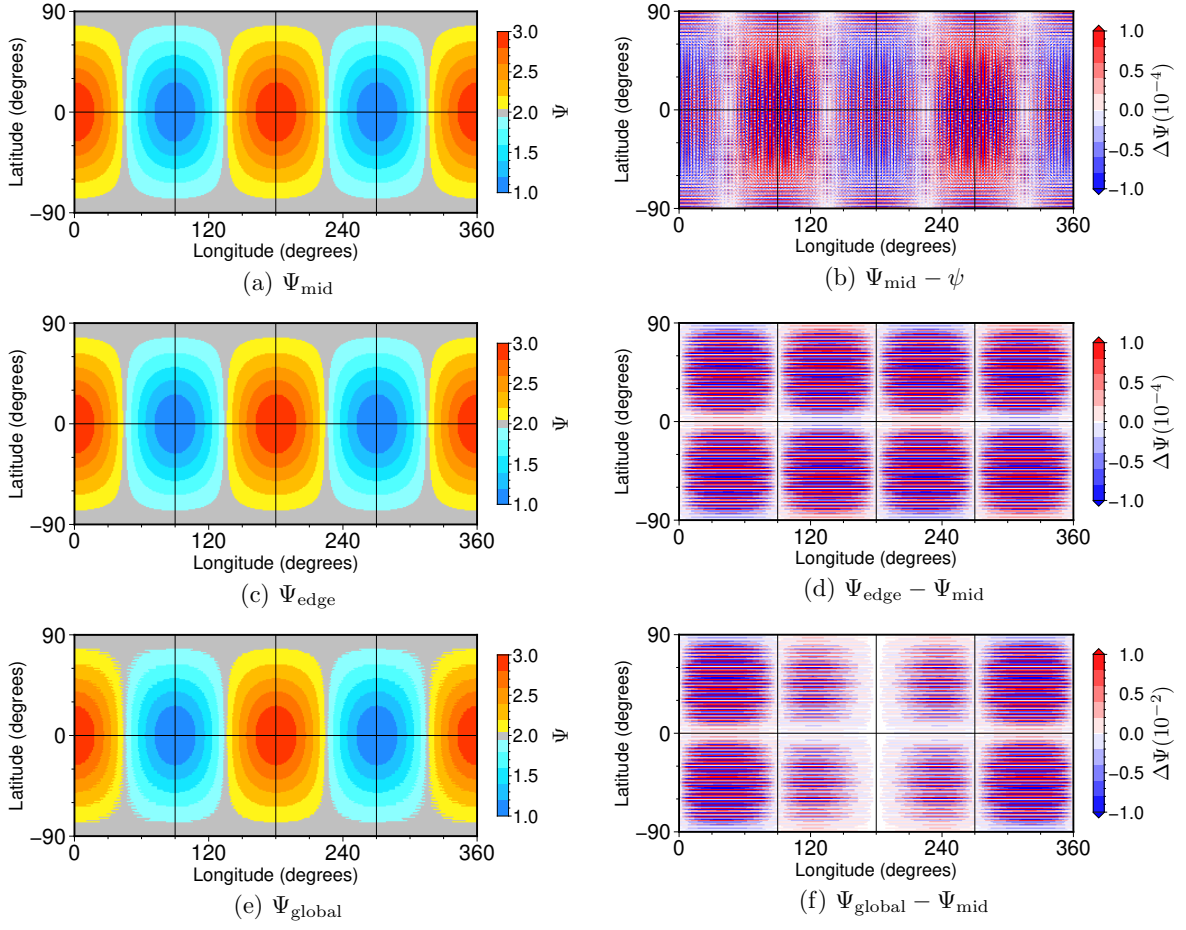 90
0
−90
Latitude (degrees)
0 120 240 360
Longitude (degrees)
3.0
2.5
2.0
1.5
1.0
Ψ
(a) Ψmid
90
0
−90
Latitude (degrees)
0 120 240 360
Longitude (degrees)
1.0
0.5
0.0
−0.5
−1.0
ΔΨ(10−4)
(b) Ψmid − ψ
90
0
−90
Latitude (degrees)
0 120 240 360
Longitude (degrees)
3.0
2.5
2.0
1.5
1.0
Ψ
(c) Ψedge
90
0
−90
Latitude (degrees)
0 120 240 360
Longitude (degrees)
1.0
0.5
0.0
−0.5
−1.0
ΔΨ(10−4)
(d) Ψedge − Ψmid
90
0
−90
Latitude (degrees)
0 120 240 360
Longitude (degrees)
3.0
2.5
2.0
1.5
1.0
Ψ
(e) Ψglobal
90
0
−90
Latitude (degrees)
0 120 240 360
Longitude (degrees)
1.0
0.5
0.0
−0.5
−1.0
ΔΨ(10−2)
(f) Ψglobal − Ψmid